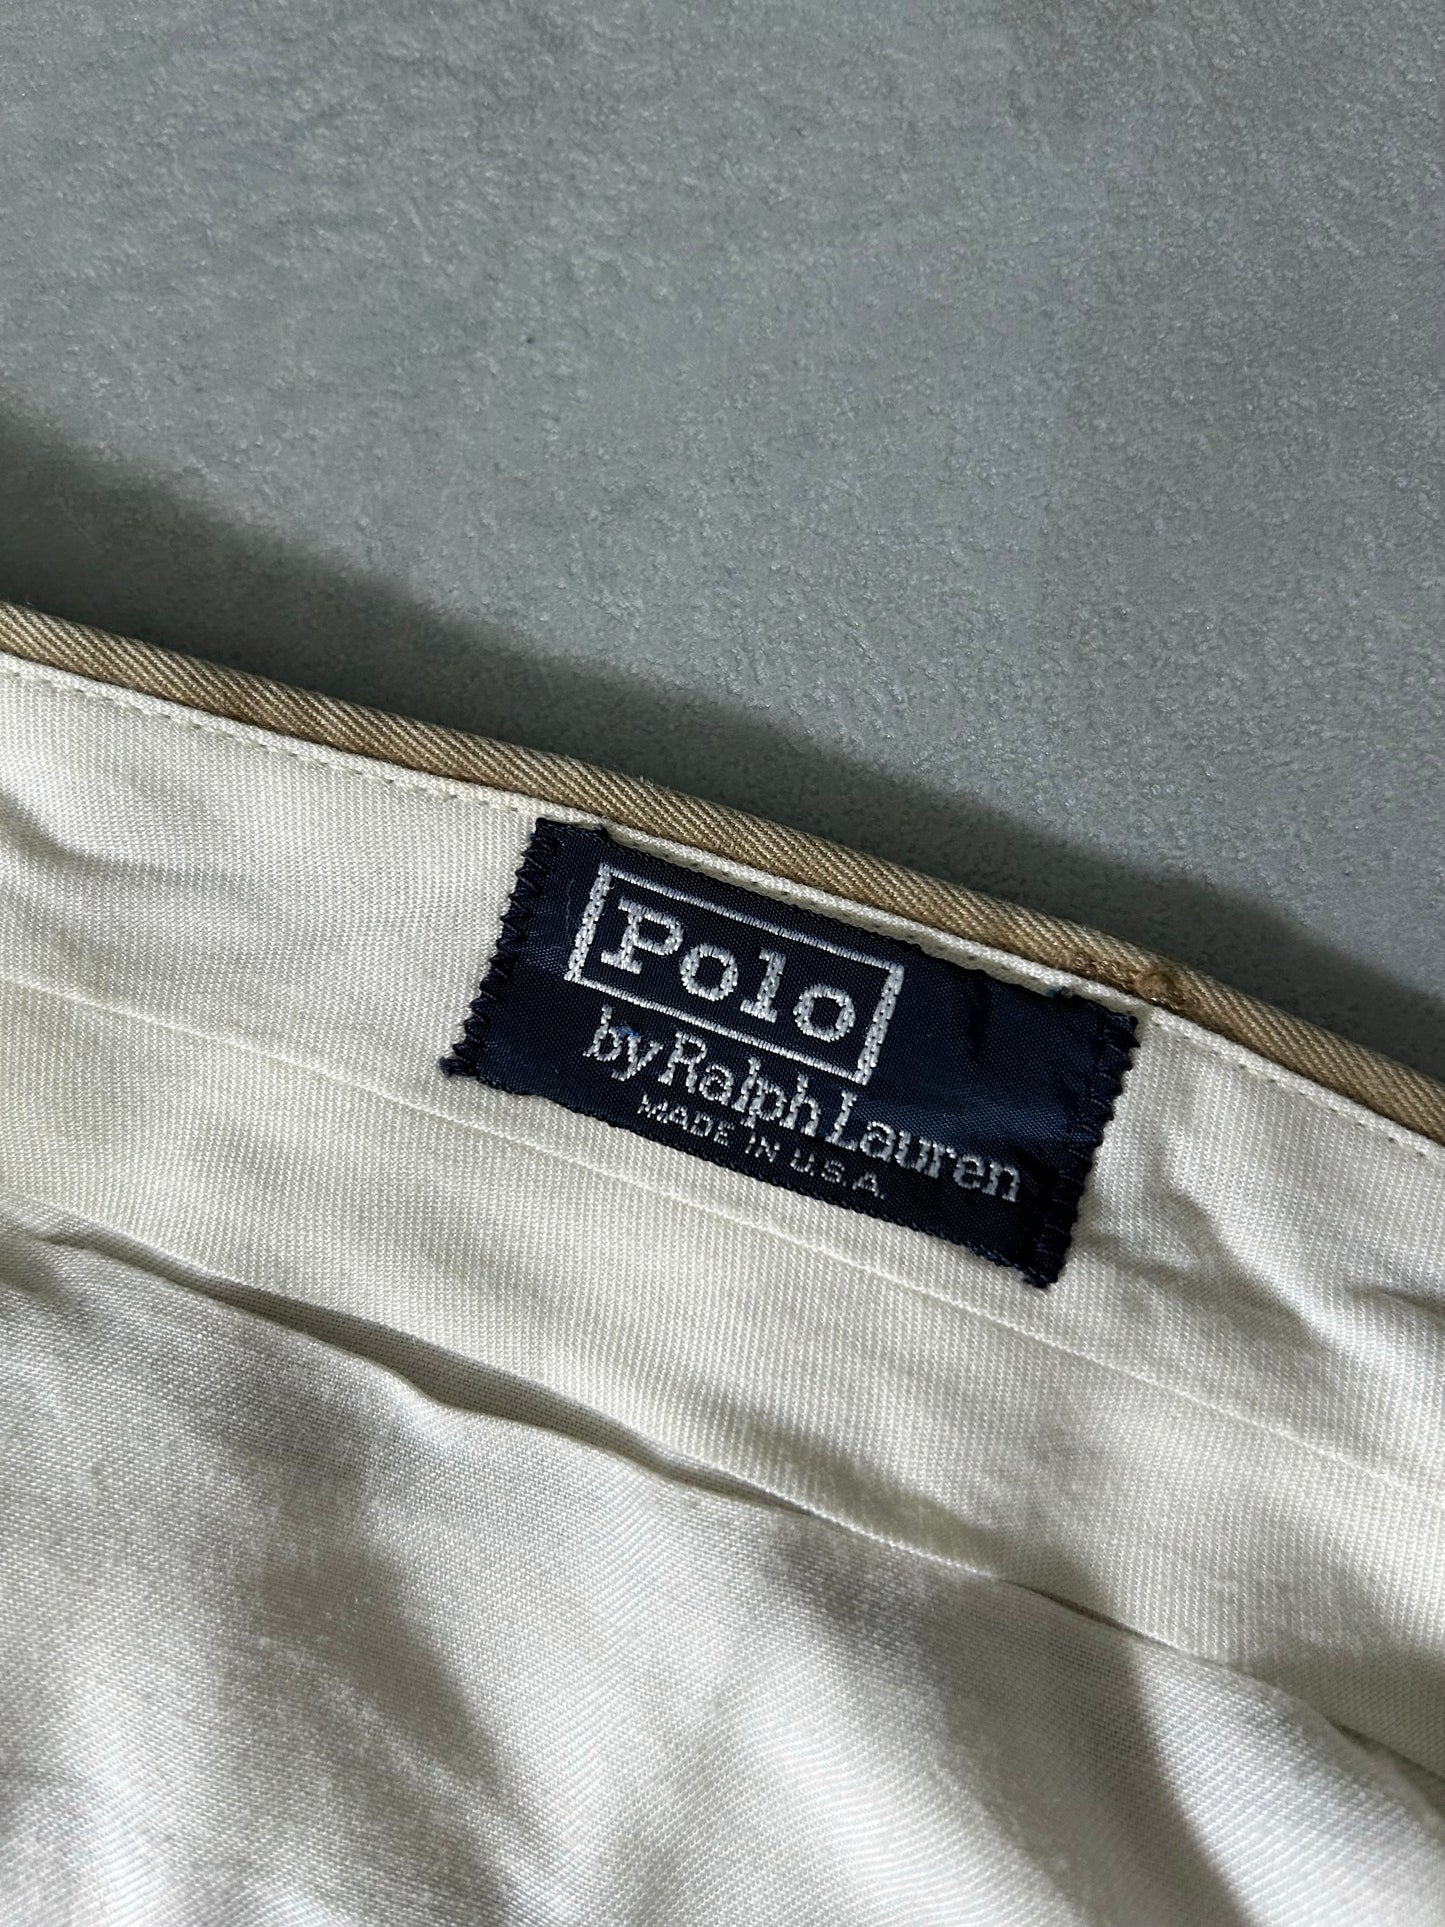 Polo
by Ralph Lauren
MADE IN U.S.A.